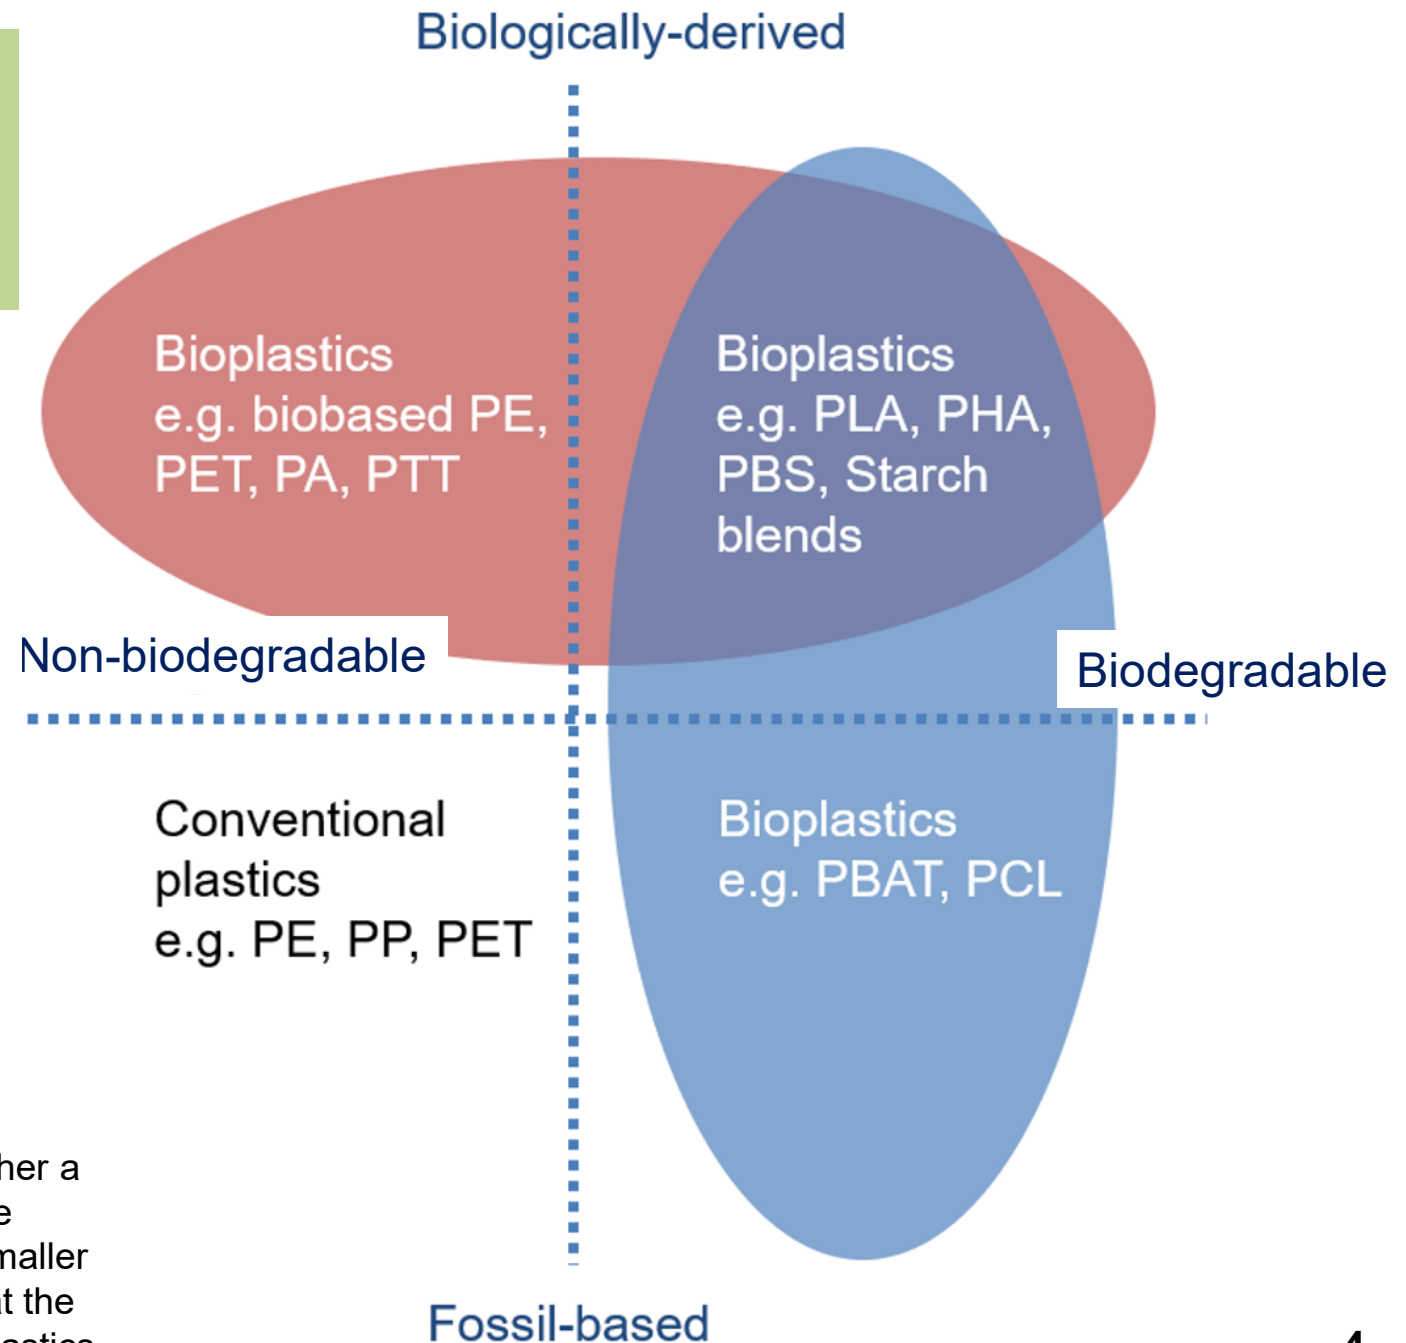 Biologically-derived
Bioplastics
e.g. biobased PE,
PET, PA, PTT
Bioplastics
e.g. PLA, PHA,
PBS, Starch
blends
Non-biodegradable
Biodegradable
Conventional
plastics
e.g. PE, PP, PET
Bioplastics
e.g. PBAT, PCL
her a
e
maller
at the
Fossil-based